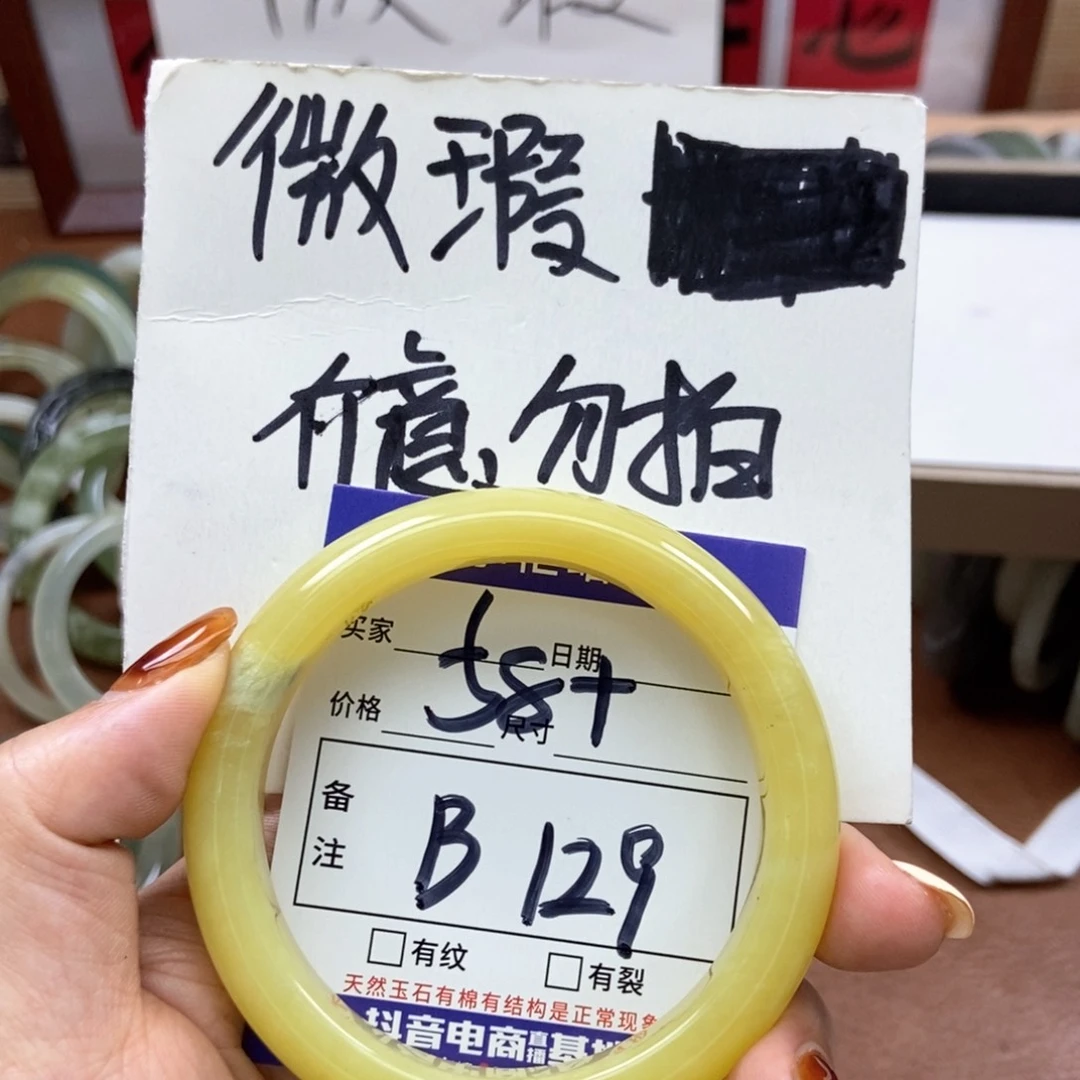 微瑕
介意勿拍
买家 58+ 日期
价格 尺寸
备注
B 129
□有纹 □有裂
天然玉石有棉有结构是正常现象
抖音电商直播基地